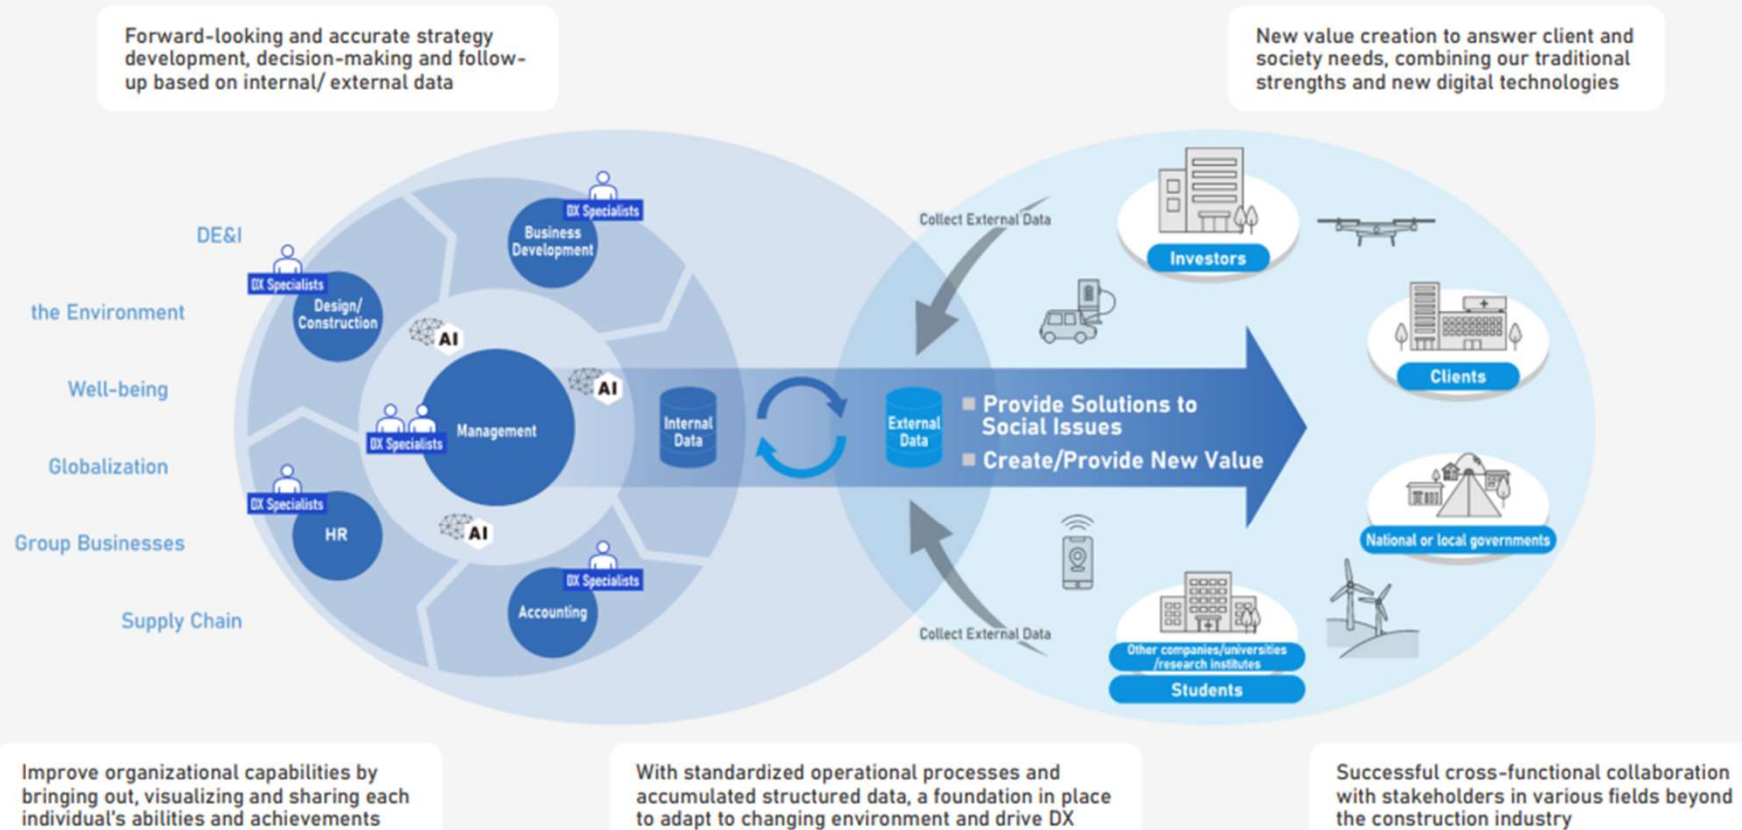 Forward-looking and accurate strategy
development, decision-making and follow-
up based on internal/ external data
New value creation to answer client and
society needs, combining our traditional
strengths and new digital technologies
DE&I
the Environment
Well-being
Globalization
Group Businesses
Supply Chain
DX Specialists
Business
Development
DX Specialists
Design/
Construction
AI
AI
DX Specialists
Management
DX Specialists
HR
AI
DX Specialists
Accounting
Internal
Data
External
Data
Collect External Data
Collect External Data
Provide Solutions to
Social Issues
Create/Provide New Value
Investors
Clients
National or local governments
Other companies/universities
/research institutes
Students
Improve organizational capabilities by
bringing out, visualizing and sharing each
individual's abilities and achievements
With standardized operational processes and
accumulated structured data, a foundation in place
to adapt to changing environment and drive DX
Successful cross-functional collaboration
with stakeholders in various fields beyond
the construction industry